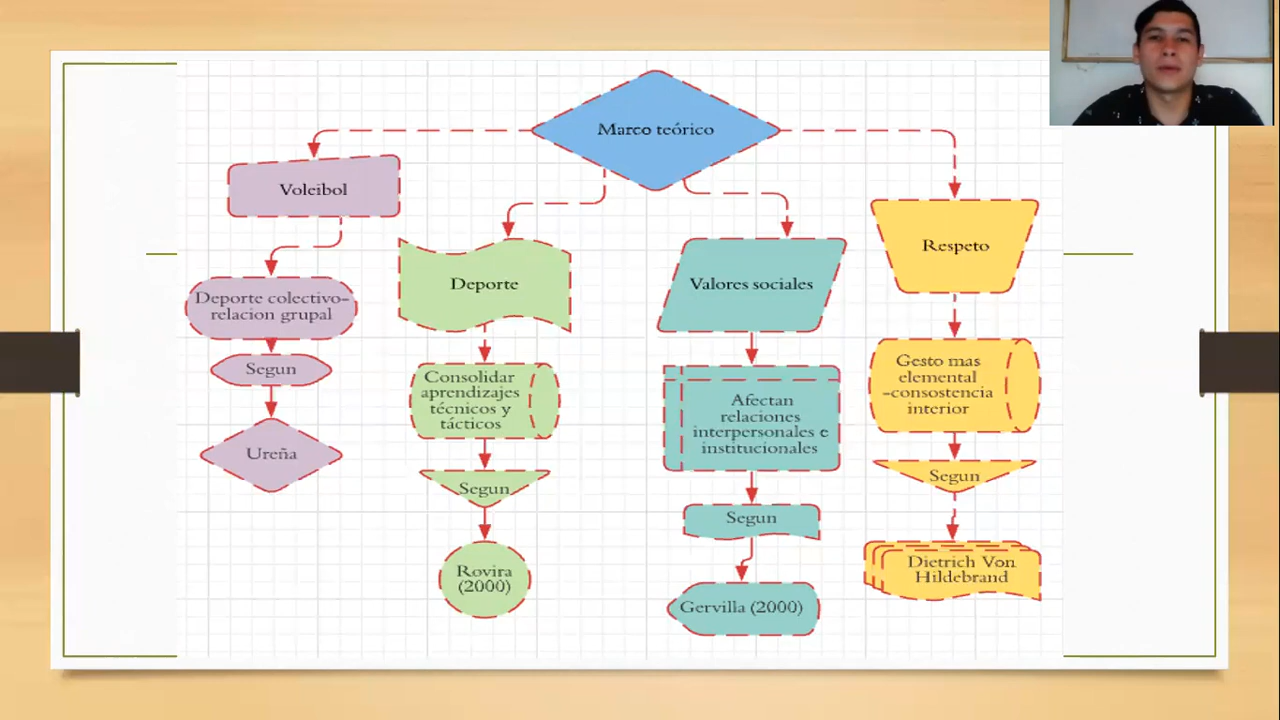 Marco teórico
Voleibol
Deporte colectivo-
relacion grupal
Segun
Ureña
Deporte
Consolidar
aprendizajes
técnicos y
tácticos
Segun
Rovira
(2000)
Valores sociales
Afectan
relaciones
interpersonales e
institucionales
Segun
Gervilla (2000)
Respeto
Gesto mas
elemental
-consostencia
interior
Segun
Dietrich Von
Hildebrand